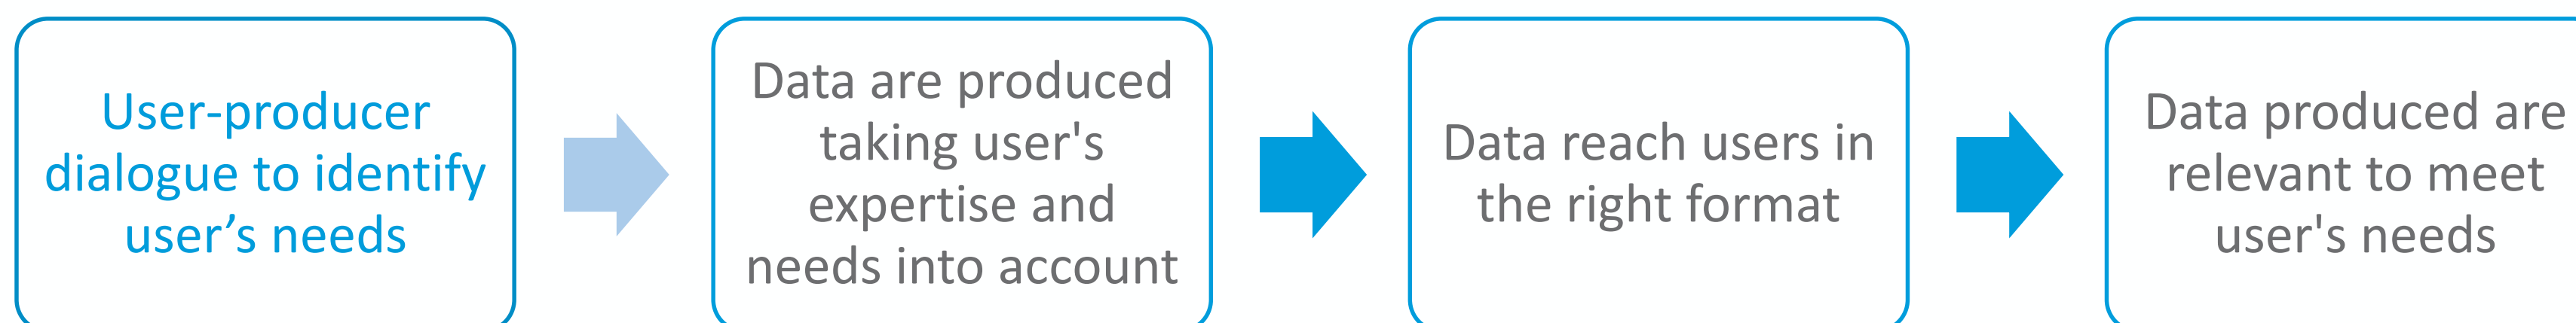 User-producer
dialogue to identify
user’s needs
Data are produced
taking user's
expertise and
needs into account
Data reach users in
the right format
Data produced are
relevant to meet
user's needs